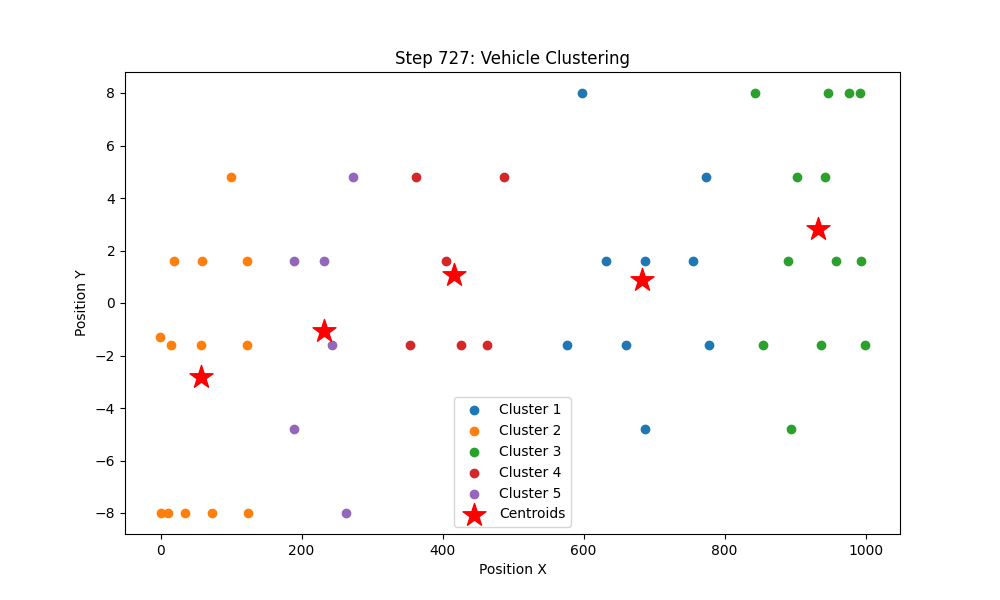 Step 727: Vehicle Clustering
Position Y
8
6
4
2
0
−2
−4
−6
−8
Cluster 1
Cluster 2
Cluster 3
Cluster 4
Cluster 5
Centroids
0 200 400 600 800 1000
Position X